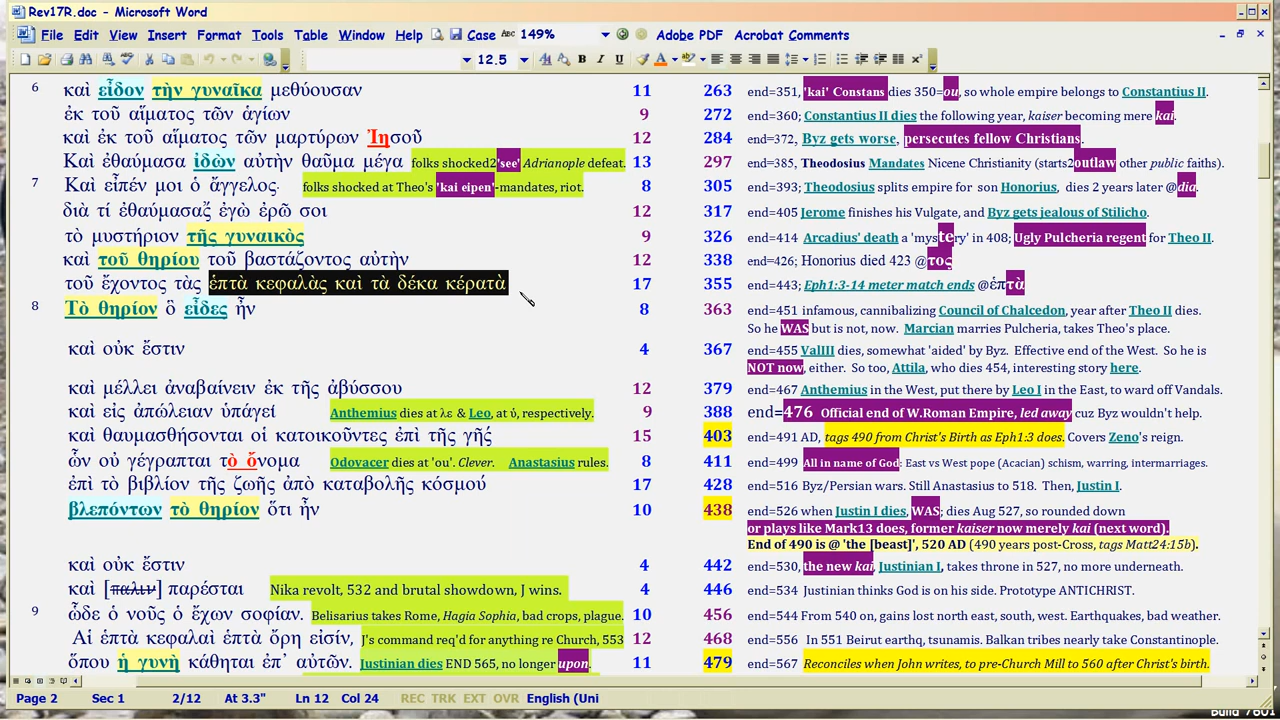 Rev17R.doc - Microsoft Word
File Edit View Insert Format Tools Table Window Help Case ABC 149% Adobe PDF Acrobat Comments
12.5 B I U
6 καὶ εἶδον τὴν γυναῖκα μεθύουσαν 11 263 end=351, 'kai' Constans dies 350=ou, so whole empire belongs to Constantius II.
ἐκ τοῦ αἵματος τῶν ἁγίων 9 272 end=360; Constantius II dies the following year, kaiser becoming mere kai.
καὶ ἐκ τοῦ αἵματος τῶν μαρτύρων Ἰησοῦ 12 284 end=372, Byz gets worse, persecutes fellow Christians.
Καὶ ἐθαύμασα ἰδὼν αὐτὴν θαῦμα μέγα folks shocked2'see' Adrianople defeat. 13 297 end=385, Theodosius Mandates Nicene Christianity (starts2outlaw other public faiths).
7 Καὶ εἶπέν μοι ὁ ἄγγελος· folks shocked at Theo's 'kai eipen'-mandates, riot. 8 305 end=393; Theodosius splits empire for son Honorius, dies 2 years later @dia.
διὰ τί ἐθαύμασας ἐγὼ ἐρῶ σοι 12 317 end=405 Jerome finishes his Vulgate, and Byz gets jealous of Stilicho.
τὸ μυστήριον τῆς γυναικὸς 9 326 end=414 Arcadius' death a 'mystery' in 408; Ugly Pulcheria regent for Theo II.
καὶ τοῦ θηρίου τοῦ βαστάζοντος αὐτὴν 12 338 end=426; Honorius died 423 @τος
τοῦ ἔχοντος τὰς ἑπτὰ κεφαλὰς καὶ τὰ δέκα κέρατὰ 17 355 end=443; Eph1:3-14 meter match ends @ἑπτὰ
8 Τὸ θηρίον ὃ εἶδες ἦν 8 363 end=451 infamous, cannibalizing Council of Chalcedon, year after Theo II dies.
So he WAS but is not, now. Marcian marries Pulcheria, takes Theo's place.
καὶ οὐκ ἔστιν 4 367 end=455 ValIII dies, somewhat 'aided' by Byz. Effective end of the West. So he is
NOT now, either. So too, Attila, who dies 454, interesting story here.
καὶ μέλλει ἀναβαίνειν ἐκ τῆς ἀβύσσου 12 379 end=467 Anthemius in the West, put there by Leo I in the East, to ward off Vandals.
καὶ εἰς ἀπώλειαν ὑπάγεί Anthemius dies at λε & Leo, at ύ, respectively. 9 388 end=476 Official end of W.Roman Empire, led away cuz Byz wouldn't help.
καὶ θαυμασθήσονται οἱ κατοικοῦντες ἐπὶ τῆς γῆς 15 403 end=491 AD, tags 490 from Christ's Birth as Eph1:3 does. Covers Zeno's reign.
ὧν οὐ γέγραπται τὸ ὄνομα Odovacer dies at 'ou'. Clever. Anastasius rules. 8 411 end=499 All in name of God: East vs West pope (Acacian) schism, warring, intermarriages.
ἐπὶ τὸ βιβλίον τῆς ζωῆς ἀπὸ καταβολῆς κόσμού 17 428 end=516 Byz/Persian wars. Still Anastasius to 518. Then, Justin I.
βλεπόντων τὸ θηρίον ὅτι ἦν 10 438 end=526 when Justin I dies, WAS; dies Aug 527, so rounded down
or plays like Mark13 does, former kaiser now merely kai (next word).
End of 490 is @ 'the [beast]', 520 AD (490 years post-Cross, tags Matt24:15b).
καὶ οὐκ ἔστιν 4 442 end=530, the new kai, Justinian I, takes throne in 527, no more underneath.
καὶ [παλιν] παρέσται Nika revolt, 532 and brutal showdown, J wins. 4 446 end=534 Justinian thinks God is on his side. Prototype ANTICHRIST.
9 ὧδε ὁ νοῦς ὁ ἔχων σοφίαν. Belisarius takes Rome, Hagia Sophia, bad crops, plague. 10 456 end=544 From 540 on, gains lost north east, south, west. Earthquakes, bad weather.
Αἱ ἑπτὰ κεφαλαὶ ἑπτὰ ὄρη εἰσίν, J's command req'd for anything re Church, 553 12 468 end=556 In 551 Beirut earthq, tsunamis. Balkan tribes nearly take Constantinople.
ὅπου ἡ γυνὴ κάθηται ἐπ' αὐτῶν. Justinian dies END 565, no longer upon. 11 479 end=567 Reconciles when John writes, to pre-Church Mill to 560 after Christ's birth.
Page 2 Sec 1 2/12 At 3.3" Ln 12 Col 24 REC TRK EXT OVR English (Uni
Build 7601